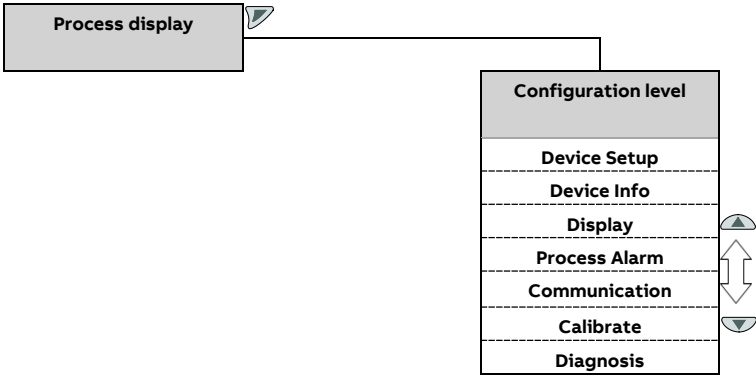 Process display
Configuration level
Device Setup
Device Info
Display
Process Alarm
Communication
Calibrate
Diagnosis